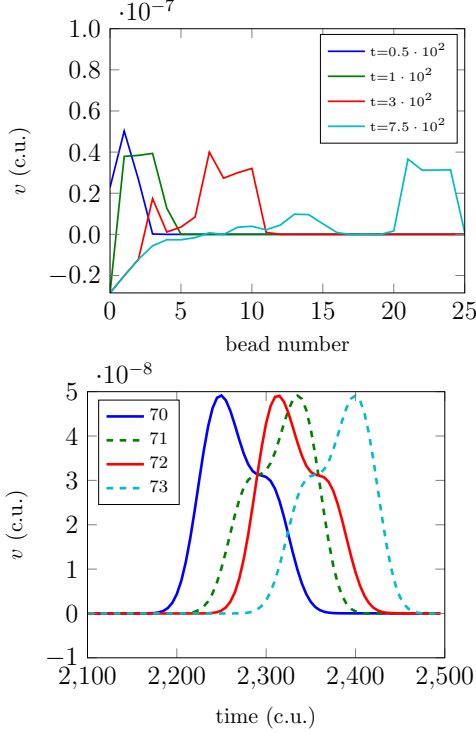 ·10⁻⁷
1.0
0.8
0.6
0.4
0.2
0.0
−0.2
v (c.u.)
t=0.5 · 10²
t=1 · 10²
t=3 · 10²
t=7.5 · 10²
0 5 10 15 20 25
bead number
·10⁻⁸
5
4
3
2
1
0
−1
v (c.u.)
70
71
72
73
2,100 2,200 2,300 2,400 2,500
time (c.u.)